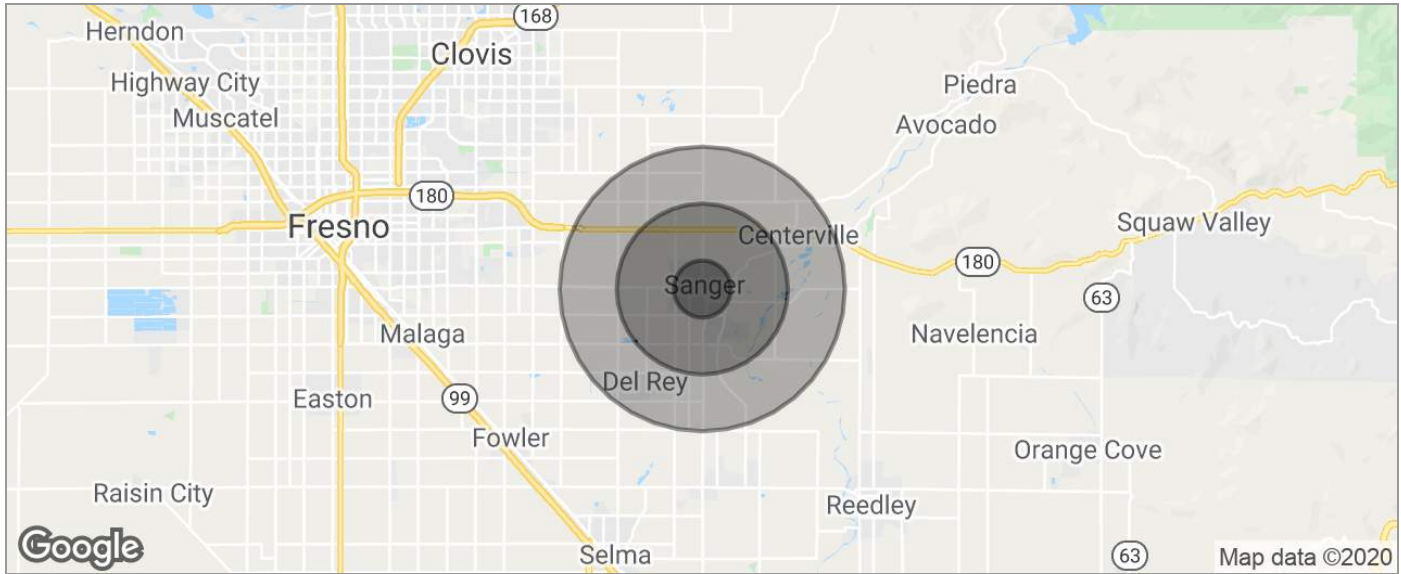 168
Herndon
Clovis
Highway City
Piedra
Muscatel
Avocado
180
Fresno
Squaw Valley
Centerville
180
Sanger
63
Malaga
Navelencia
Del Rey
Easton
99
Fowler
Orange Cove
Raisin City
Reedley
Google
Selma
63
Map data ©2020